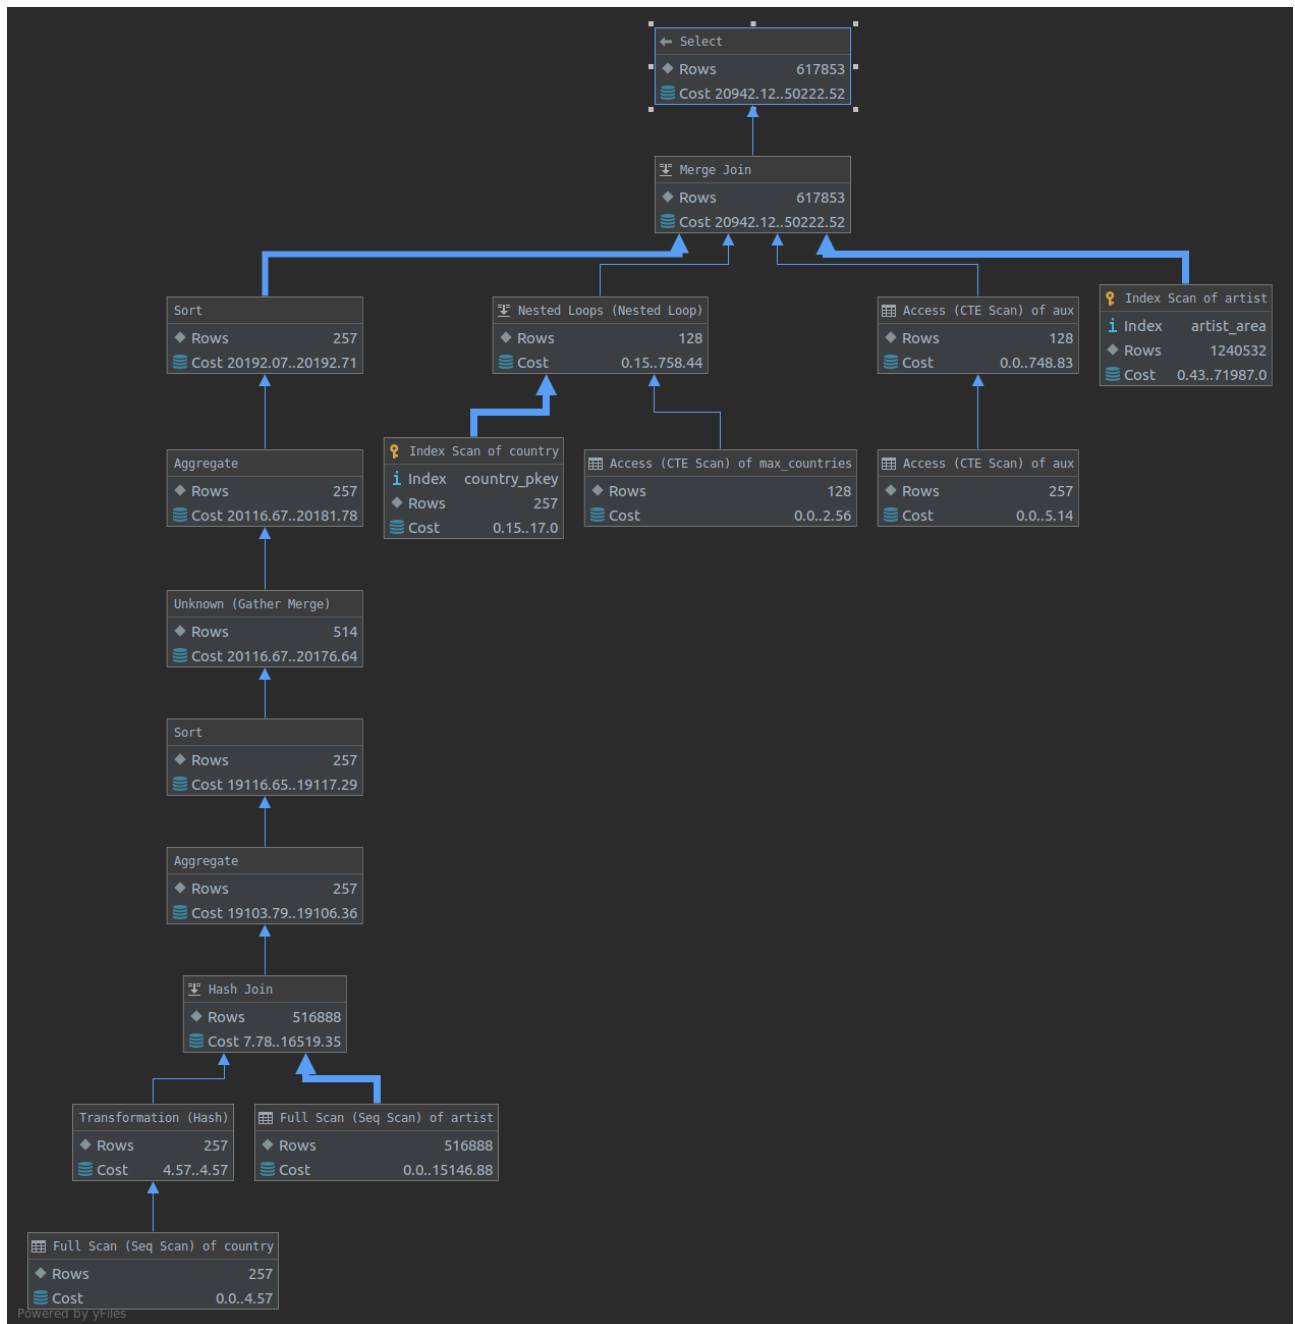 Select
Rows 617853
Cost 20942.12..50222.52
Merge Join
Rows 617853
Cost 20942.12..50222.52
Sort
Rows 257
Cost 20192.07..20192.71
Nested Loops (Nested Loop)
Rows 128
Cost 0.15..758.44
Access (CTE Scan) of aux
Rows 128
Cost 0.0..748.83
Index Scan of artist
Index artist_area
Rows 1240532
Cost 0.43..71987.0
Aggregate
Rows 257
Cost 20116.67..20181.78
Index Scan of country
Index country_pkey
Rows 257
Cost 0.15..17.0
Access (CTE Scan) of max_countries
Rows 128
Cost 0.0..2.56
Access (CTE Scan) of aux
Rows 257
Cost 0.0..5.14
Unknown (Gather Merge)
Rows 514
Cost 20116.67..20176.64
Sort
Rows 257
Cost 19116.65..19117.29
Aggregate
Rows 257
Cost 19103.79..19106.36
Hash Join
Rows 516888
Cost 7.78..16519.35
Transformation (Hash)
Rows 257
Cost 4.57..4.57
Full Scan (Seq Scan) of artist
Rows 516888
Cost 0.0..15146.88
Full Scan (Seq Scan) of country
Rows 257
Cost 0.0..4.57
Powered by yFiles